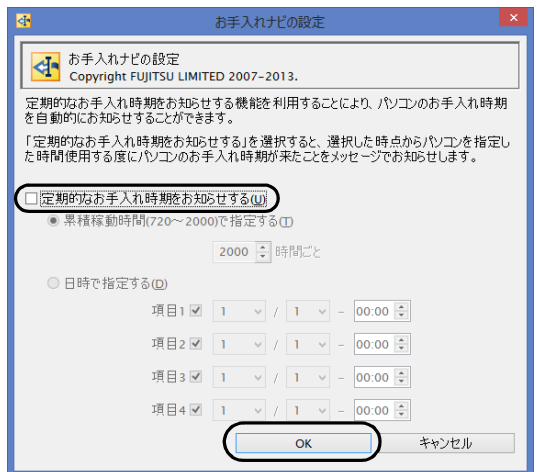 お手入れナビの設定
お手入れナビの設定
Copyright FUJITSU LIMITED 2007-2013.
定期的なお手入れ時期をお知らせする機能を利用することにより、パソコンのお手入れ時期
を自動的にお知らせすることができます。
「定期的なお手入れ時期をお知らせする」を選択すると、選択した時点からパソコンを指定し
た時間使用する度にパソコンのお手入れ時期が来たことをメッセージでお知らせします。
定期的なお手入れ時期をお知らせする(U)
累積稼動時間(720～2000)で指定する(T)
2000 時間ごと
日時で指定する(D)
項目1 1 / 1 - 00:00
項目2 1 / 1 - 00:00
項目3 1 / 1 - 00:00
項目4 1 / 1 - 00:00
OK キャンセル